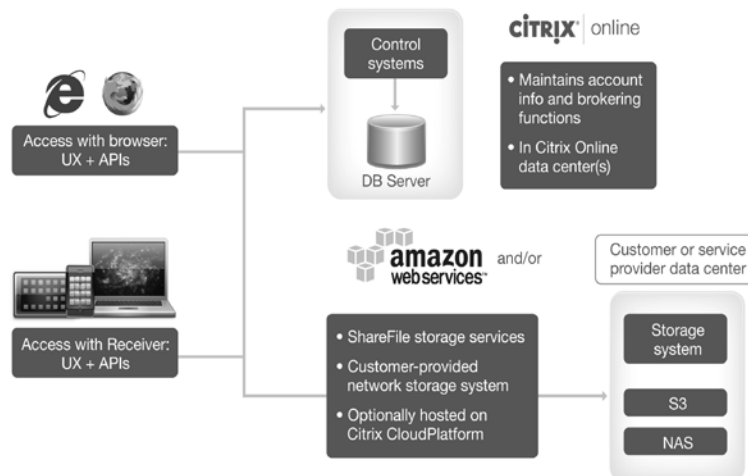 CİTRIX® | online
Control
systems
DB Server
• Maintains account
info and brokering
functions
• In Citrix Online
data center(s)
Access with browser:
UX + APIs
amazon
webservices™
and/or
Customer or service
provider data center
Access with Receiver:
UX + APIs
• ShareFile storage services
• Customer-provided
network storage system
• Optionally hosted on
Citrix CloudPlatform
Storage
system
S3
NAS